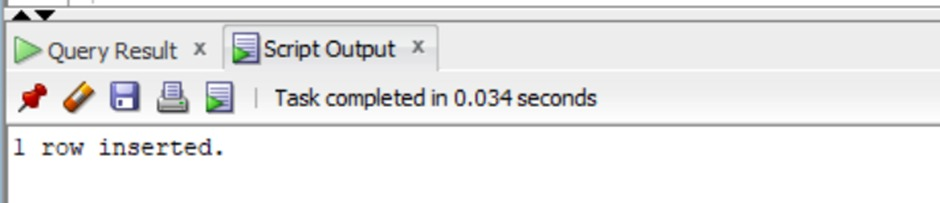 Query Result x Script Output x
Task completed in 0.034 seconds
1 row inserted.